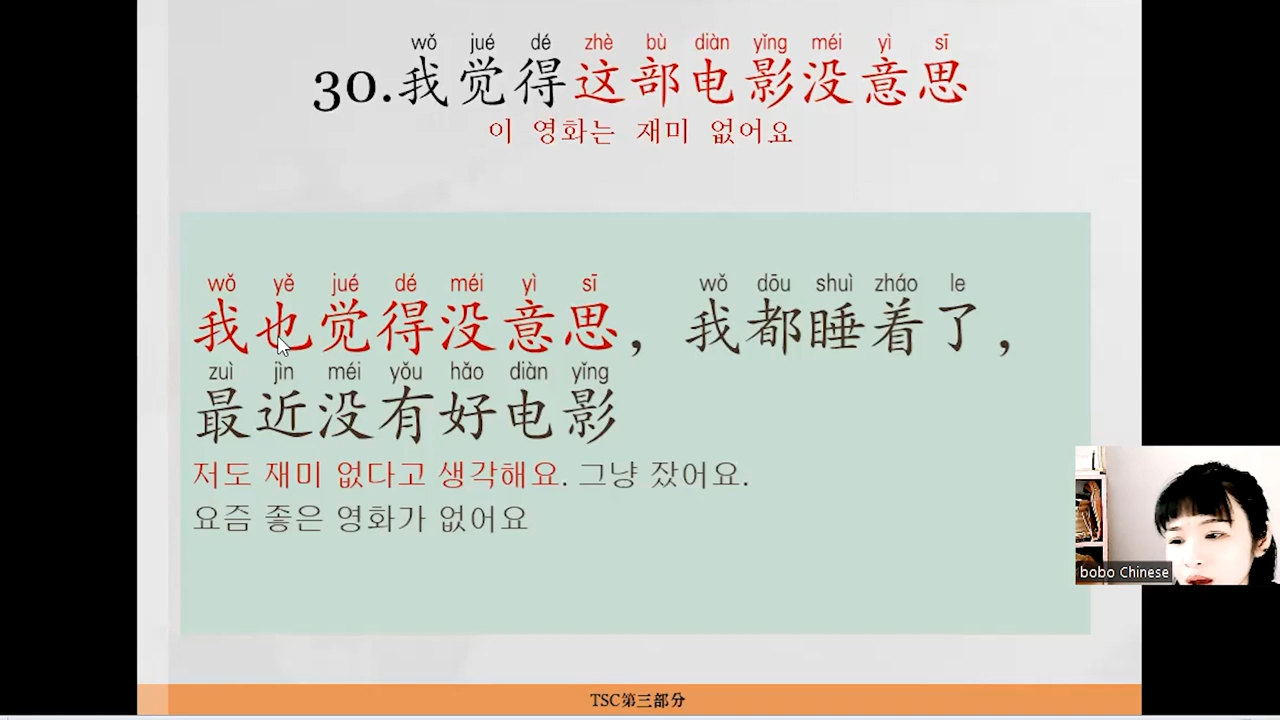 wǒ jué dé zhè bù diàn yǐng méi yì sī
30.我觉得这部电影没意思
이 영화는 재미 없어요
wǒ yě jué dé méi yì sī wǒ dōu shuì zháo le
我也觉得没意思，我都睡着了，
zuì jìn méi yǒu hǎo diàn yǐng
最近没有好电影
저도 재미 없다고 생각해요. 그냥 잤어요.
요즘 좋은 영화가 없어요
bobo Chinese
TSC第三部分